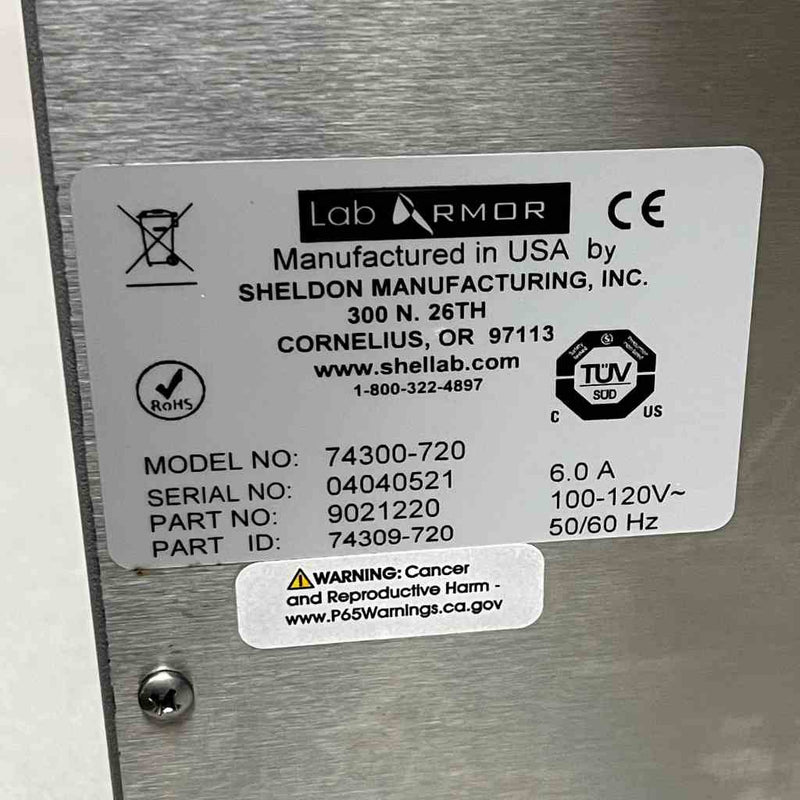 Lab ARMOR
CE
Manufactured in USA by
SHELDON MANUFACTURING, INC.
300 N. 26TH
CORNELIUS, OR 97113
www.shellab.com
1-800-322-4897
RoHS
TÜV
SÜD
C US
MODEL NO: 74300-720
SERIAL NO: 04040521
PART NO: 9021220
PART ID: 74309-720
6.0 A
100-120V~
50/60 Hz
WARNING: Cancer
and Reproductive Harm -
www.P65Warnings.ca.gov